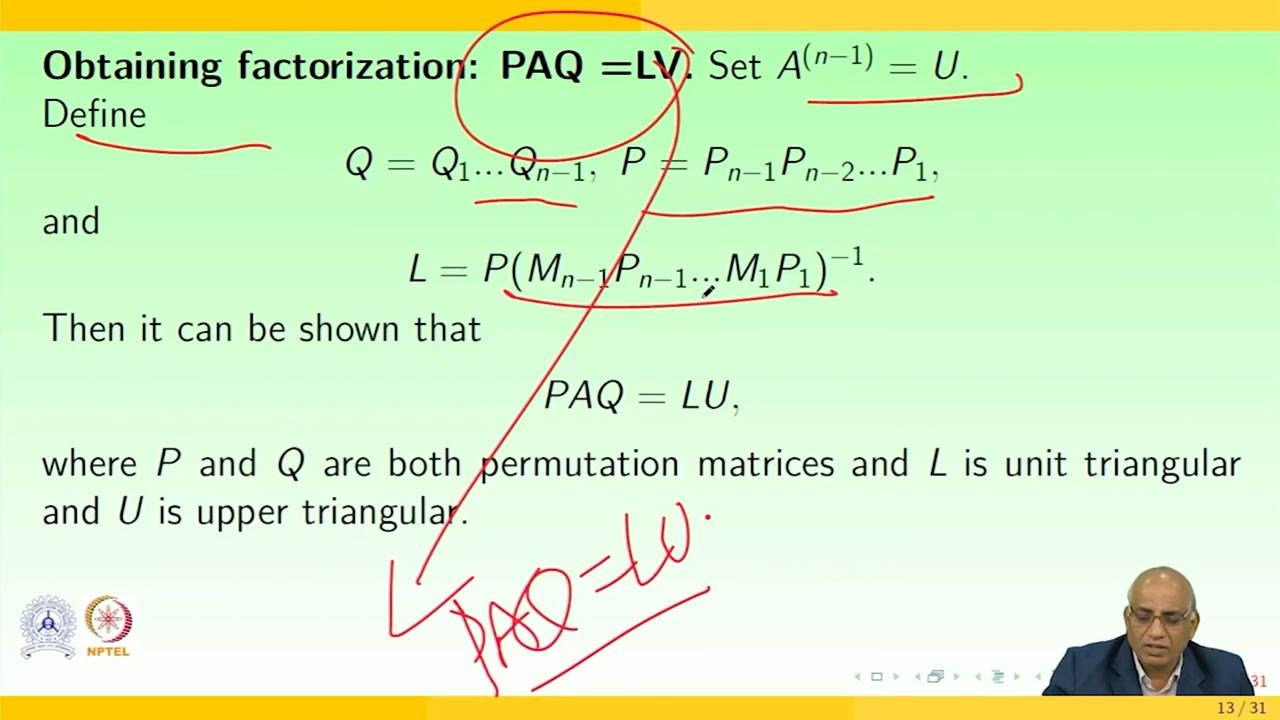 Obtaining factorization: PAQ =LV. Set A^{(n−1)} = U.
Define
Q = Q_1...Q_{n−1}, P = P_{n−1}P_{n−2}...P_1,
and
L = P(M_{n−1}P_{n−1}...M_1P_1)^{−1}.
Then it can be shown that
PAQ = LU,
where P and Q are both permutation matrices and L is unit triangular
and U is upper triangular.
PAQ=LU.
NPTEL
31
13 / 31